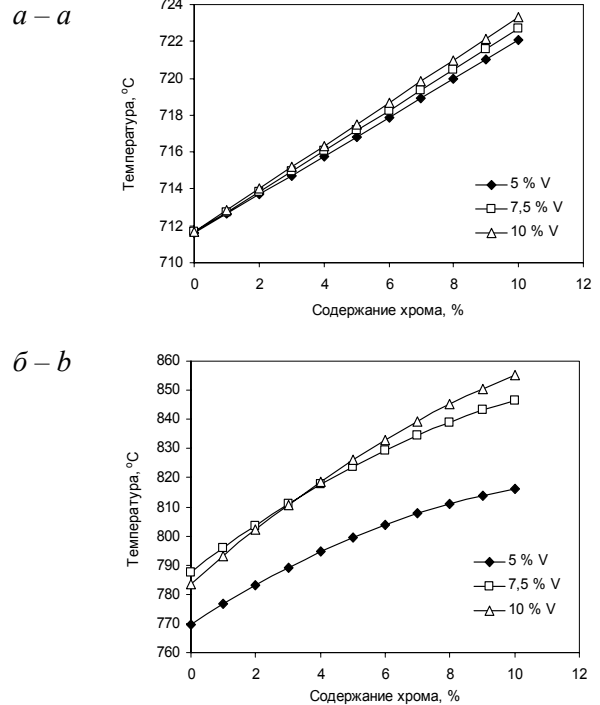 а – a
724
722
720
718
716
714
712
710
Температура, °С
0 2 4 6 8 10 12
Содержание хрома, %
5 % V
7,5 % V
10 % V
б – b
860
850
840
830
820
810
800
790
780
770
760
Температура, °С
0 2 4 6 8 10 12
Содержание хрома, %
5 % V
7,5 % V
10 % V